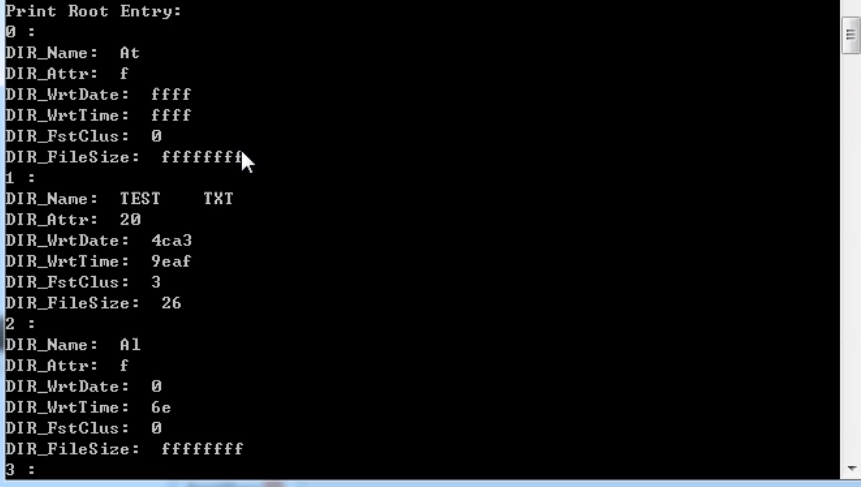 Print Root Entry:
0 :
DIR_Name:  At
DIR_Attr:  f
DIR_WrtDate:  ffff
DIR_WrtTime:  ffff
DIR_FstClus:  0
DIR_FileSize:  ffffffff
1 :
DIR_Name:  TEST    TXT
DIR_Attr:  20
DIR_WrtDate:  4ca3
DIR_WrtTime:  9eaf
DIR_FstClus:  3
DIR_FileSize:  26
2 :
DIR_Name:  Al
DIR_Attr:  f
DIR_WrtDate:  0
DIR_WrtTime:  6e
DIR_FstClus:  0
DIR_FileSize:  ffffffff
3 :